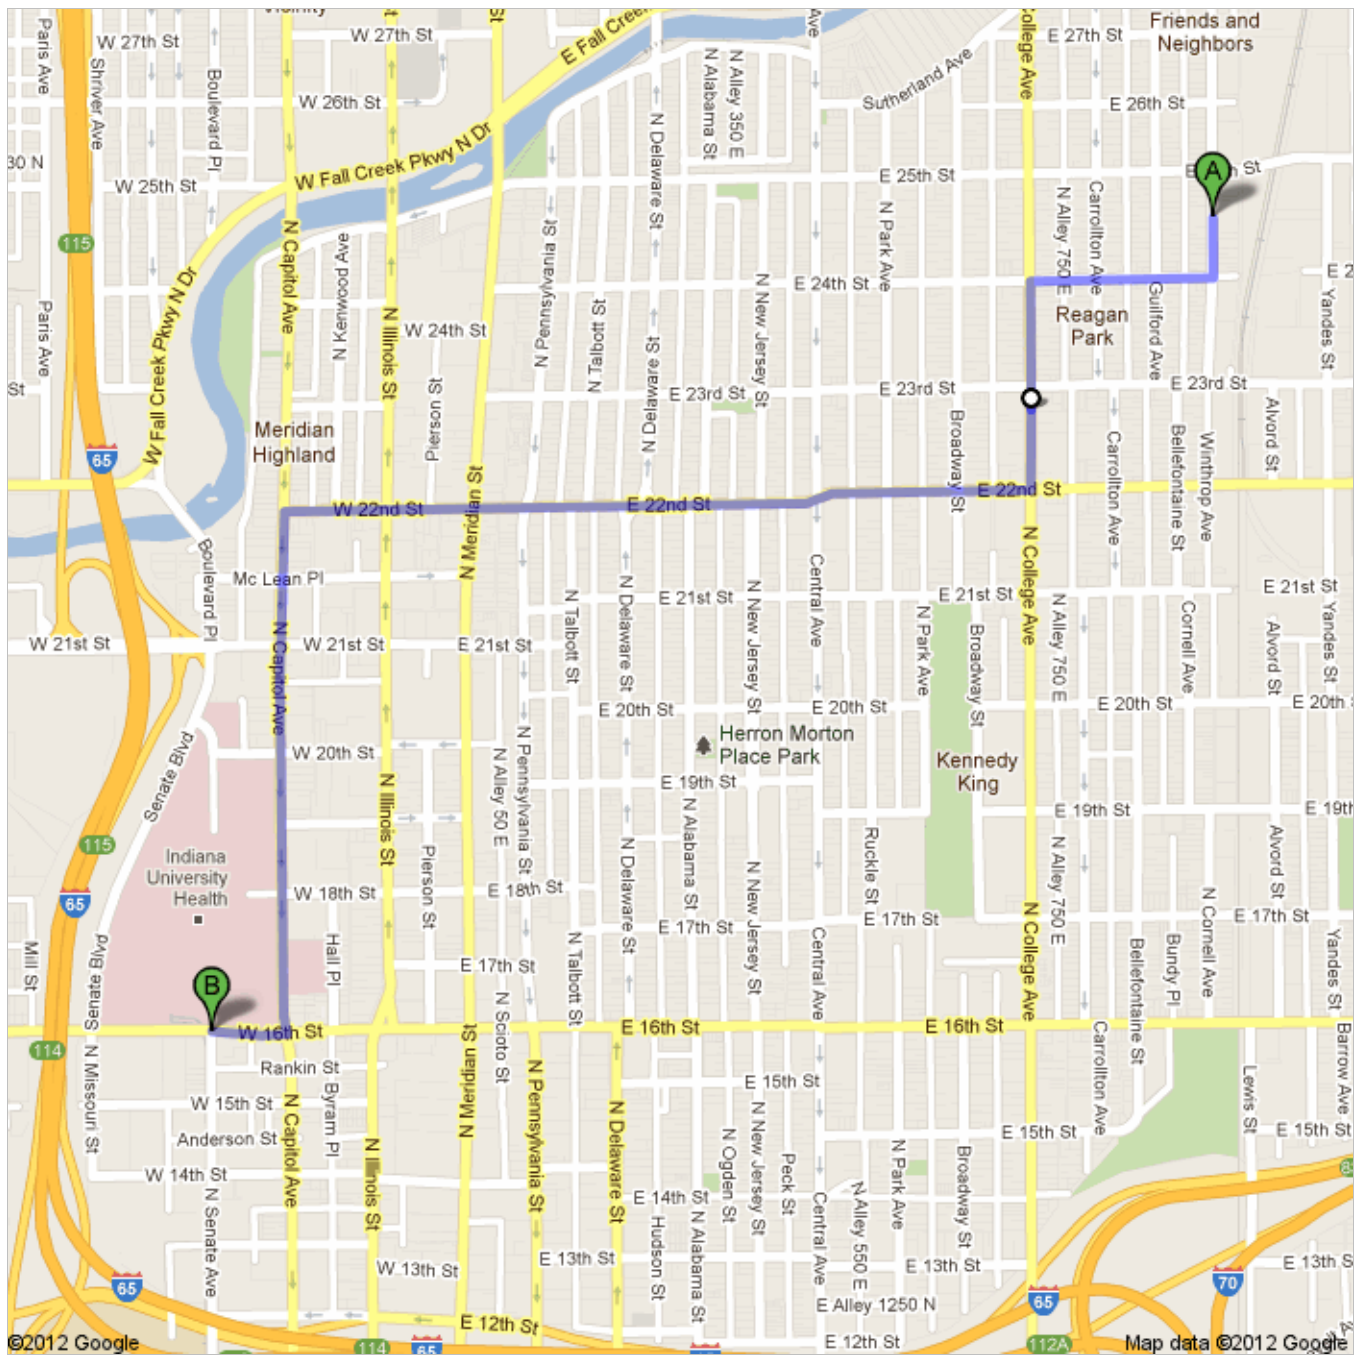 Vicinity
Friends and
Neighbors
W 27th St
W 27th St
E 27th St
Paris Ave
Shriver Ave
Boulevard Pl
E Fall Creek
N Alabama St
N Alley 350 E
Sutherland Ave
College Ave
W 26th St
E 26th St
30 N
W 25th St
W Fall Creek Pkwy N Dr
N Delaware St
E 25th St
A
115
N Capitol Ave
N Kenwood Ave
N Illinois St
N Pennsylvania St
N Talbott St
N Delaware St
N New Jersey St
N Park Ave
N Alley 750 E
Carrollton Ave
Guilford Ave
E 24th St
Paris Ave
W Fall Creek Pkwy N Dr
W 24th St
Reagan
Park
Yandes St
St
Pierson St
E 23rd St
E 23rd St
E 23rd St
Meridian
Highland
65
N Meridian St
Broadway St
Carrollton Ave
Bellefontaine St
Winthrop Ave
Alvord St
W 22nd St
E 22nd St
E 22nd St
Boulevard Pl
Mc Lean Pl
N Talbott St
N Delaware St
E 21st St
N New Jersey St
Central Ave
N Park Ave
E 21st St
Broadway St
N College Ave
N Alley 750 E
Cornell Ave
E 21st St
Alvord St
Yandes St
W 21st St
N Capitol Ave
W 21st St
E 21st St
E 20th St
E 20th St
E 20th St
E 20th
Herron Morton
Place Park
Kennedy
King
Senate Blvd
W 20th St
N Illinois St
N Alley 50 E
N Pennsylvania St
E 19th St
E 19th St
E 19th
115
Indiana
University
Health
Pierson St
N Delaware St
N Alabama St
N New Jersey St
Ruckle St
N Alley 750 E
Alvord St
65
W 18th St
E 18th St
E 17th St
E 17th St
E 17th St
Mill St
Senate Blvd
Hall Pl
E 17th St
N Talbott St
Central Ave
N College Ave
Bellefontaine St
Bundy Pl
N Cornell Ave
Yandes St
B
W 16th St
E 16th St
E 16th St
114
N Missouri St
Rankin St
N Scioto St
N Meridian St
E 15th St
Carrollton Ave
Lewis St
Barrow Ave
W 15th St
N Capitol Ave
Byram Pl
N Pennsylvania St
N Delaware St
Anderson St
N Illinois St
N Ogden St
N New Jersey St
Peck St
E 15th St
E 15th St
W 14th St
N Senate Ave
E 14th St
Hudson St
N Alabama St
Central Ave
N Alley 550 E
N Park Ave
Broadway St
W 13th St
E 13th St
E 13th St
E 13th S
65
70
65
E Alley 1250 N
E 12th St
E 12th St
114
65
112A
©2012 Google
Map data ©2012 Google